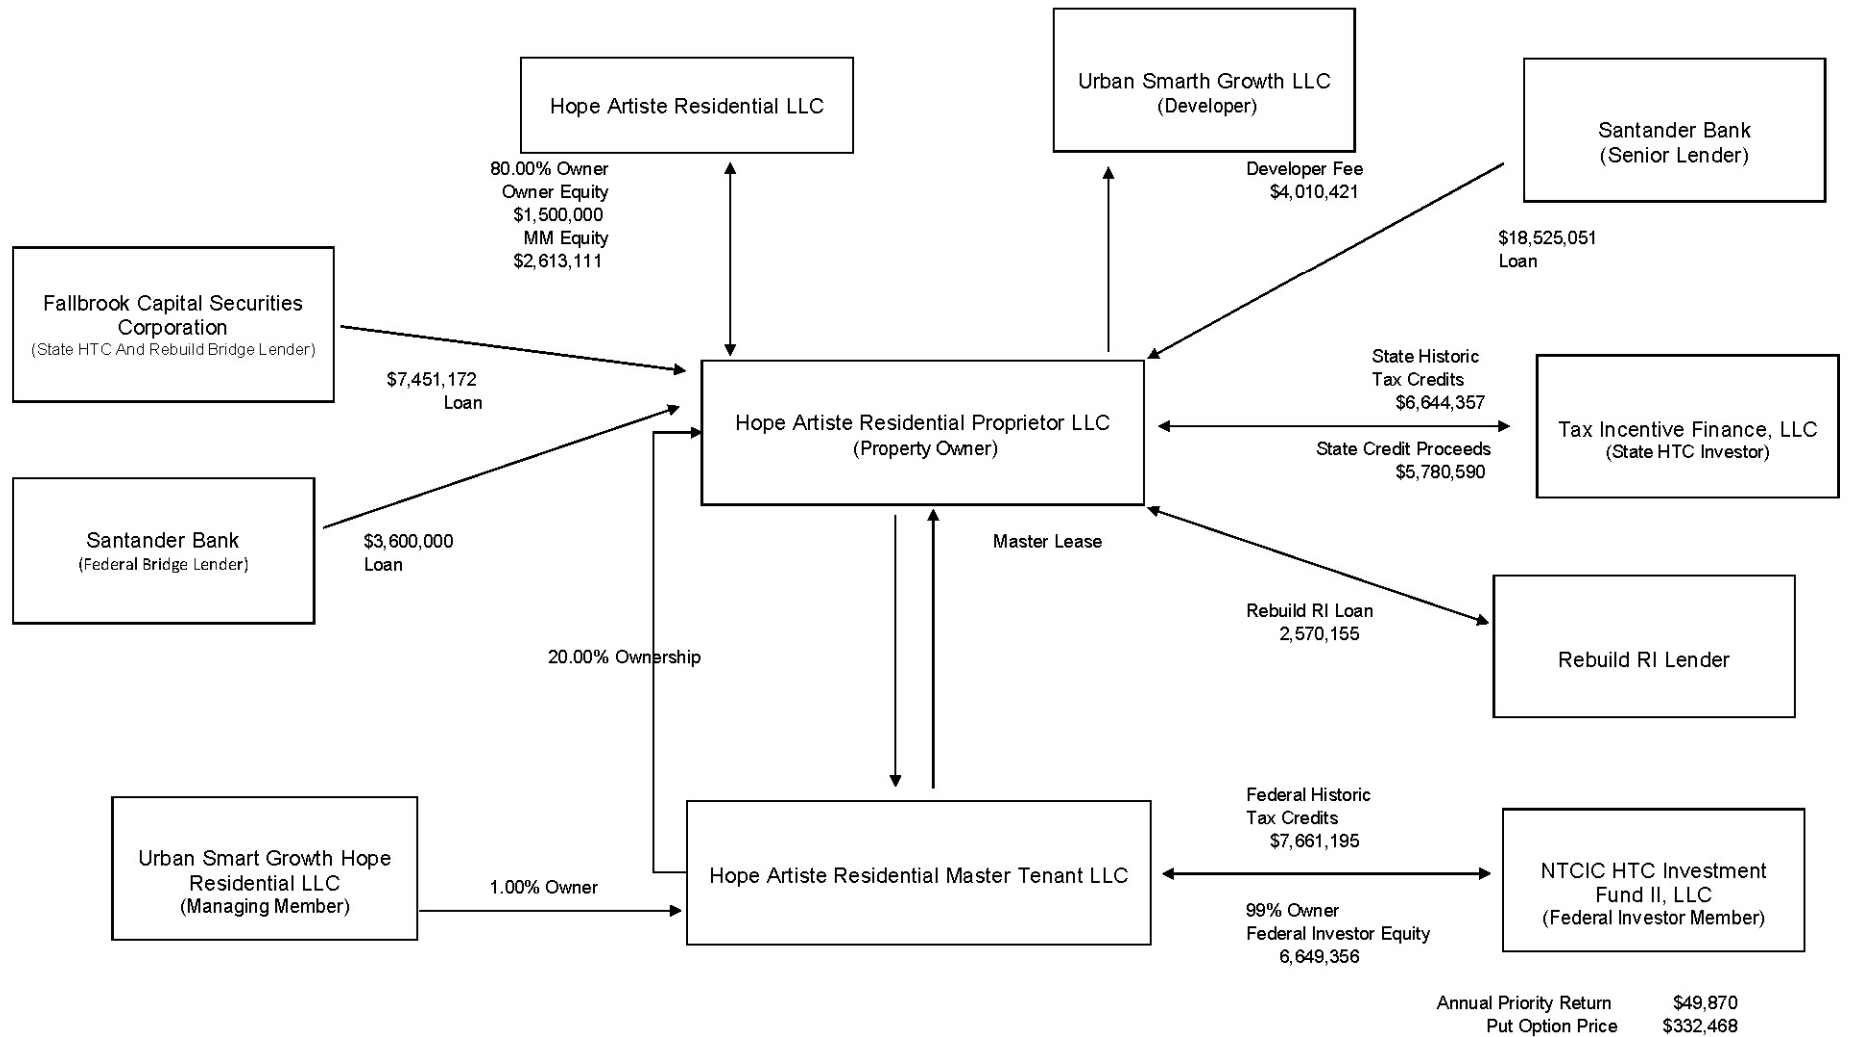 Hope Artiste Residential LLC
Urban Smarth Growth LLC
(Developer)
Santander Bank
(Senior Lender)
80.00% Owner
Owner Equity
$1,500,000
MM Equity
$2,613,111
Developer Fee
$4,010,421
$18,525,051
Loan
Fallbrook Capital Securities
Corporation
(State HTC And Rebuild Bridge Lender)
$7,451,172
Loan
Hope Artiste Residential Proprietor LLC
(Property Owner)
State Historic
Tax Credits
$6,644,357
State Credit Proceeds
$5,780,590
Tax Incentive Finance, LLC
(State HTC Investor)
Santander Bank
(Federal Bridge Lender)
$3,600,000
Loan
Master Lease
Rebuild RI Loan
2,570,155
Rebuild RI Lender
20.00% Ownership
Urban Smart Growth Hope
Residential LLC
(Managing Member)
1.00% Owner
Hope Artiste Residential Master Tenant LLC
Federal Historic
Tax Credits
$7,661,195
99% Owner
Federal Investor Equity
6,649,356
NTCIC HTC Investment
Fund II, LLC
(Federal Investor Member)
Annual Priority Return $49,870
Put Option Price $332,468